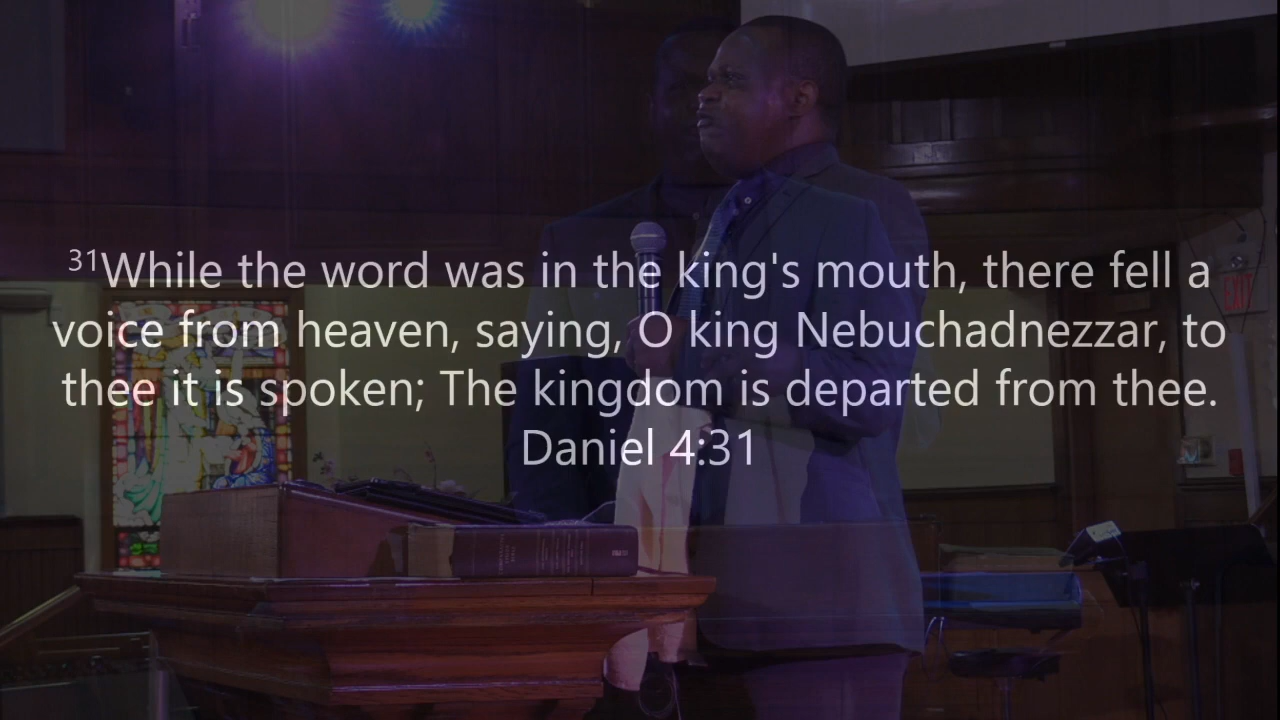 ³¹While the word was in the king's mouth, there fell a
voice from heaven, saying, O king Nebuchadnezzar, to
thee it is spoken; The kingdom is departed from thee.
Daniel 4:31
EXIT